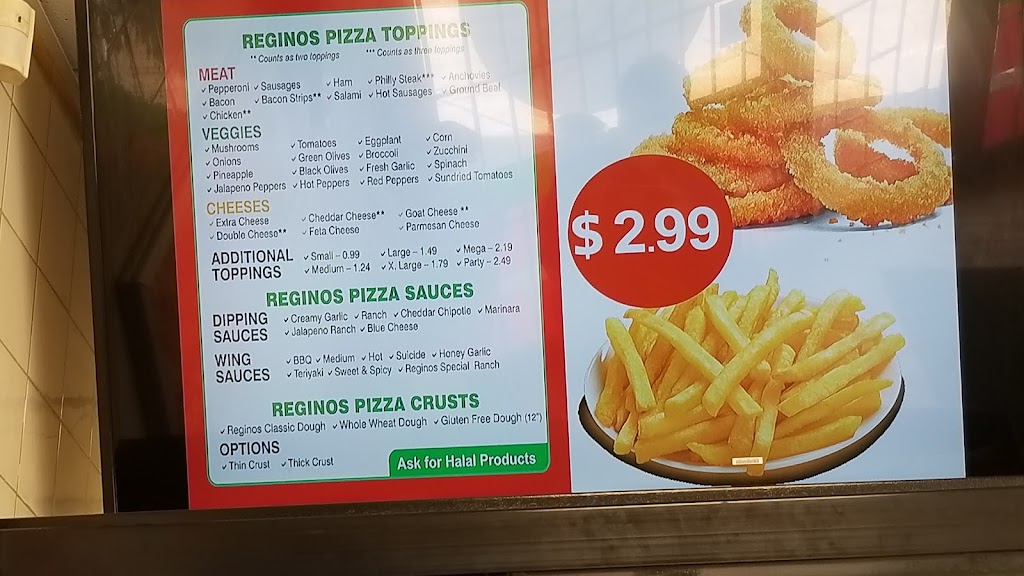 REGINOS PIZZA TOPPINGS
** Counts as two toppings *** Counts as three toppings
MEAT
✓ Pepperoni ✓ Sausages ✓ Ham ✓ Philly Steak*** ✓ Anchovies
✓ Bacon ✓ Bacon Strips** ✓ Salami ✓ Hot Sausages ✓ Ground Beef
✓ Chicken**
VEGGIES
✓ Mushrooms ✓ Tomatoes ✓ Eggplant ✓ Corn
✓ Onions ✓ Green Olives ✓ Broccoli ✓ Zucchini
✓ Pineapple ✓ Black Olives ✓ Fresh Garlic ✓ Spinach
✓ Jalapeno Peppers ✓ Hot Peppers ✓ Red Peppers ✓ Sundried Tomatoes
CHEESES
✓ Extra Cheese ✓ Cheddar Cheese** ✓ Goat Cheese **
✓ Double Cheese** ✓ Feta Cheese ✓ Parmesan Cheese
ADDITIONAL TOPPINGS
✓ Small – 0.99 ✓ Large – 1.49 ✓ Mega – 2.19
✓ Medium – 1.24 ✓ X. Large – 1.79 ✓ Party – 2.49
REGINOS PIZZA SAUCES
DIPPING SAUCES
✓ Creamy Garlic ✓ Ranch ✓ Cheddar Chipotle ✓ Marinara
✓ Jalapeno Ranch ✓ Blue Cheese
WING SAUCES
✓ BBQ ✓ Medium ✓ Hot ✓ Suicide ✓ Honey Garlic
✓ Teriyaki ✓ Sweet & Spicy ✓ Reginos Special Ranch
REGINOS PIZZA CRUSTS
✓ Reginos Classic Dough ✓ Whole Wheat Dough ✓ Gluten Free Dough (12")
OPTIONS
✓ Thin Crust ✓ Thick Crust
Ask for Halal Products
$ 2.99